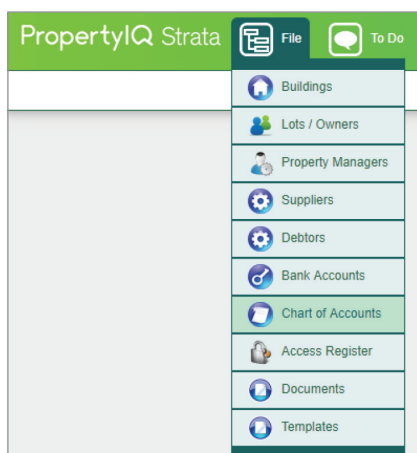 PropertyIQ Strata
File
To Do
Buildings
Lots / Owners
Property Managers
Suppliers
Debtors
Bank Accounts
Chart of Accounts
Access Register
Documents
Templates